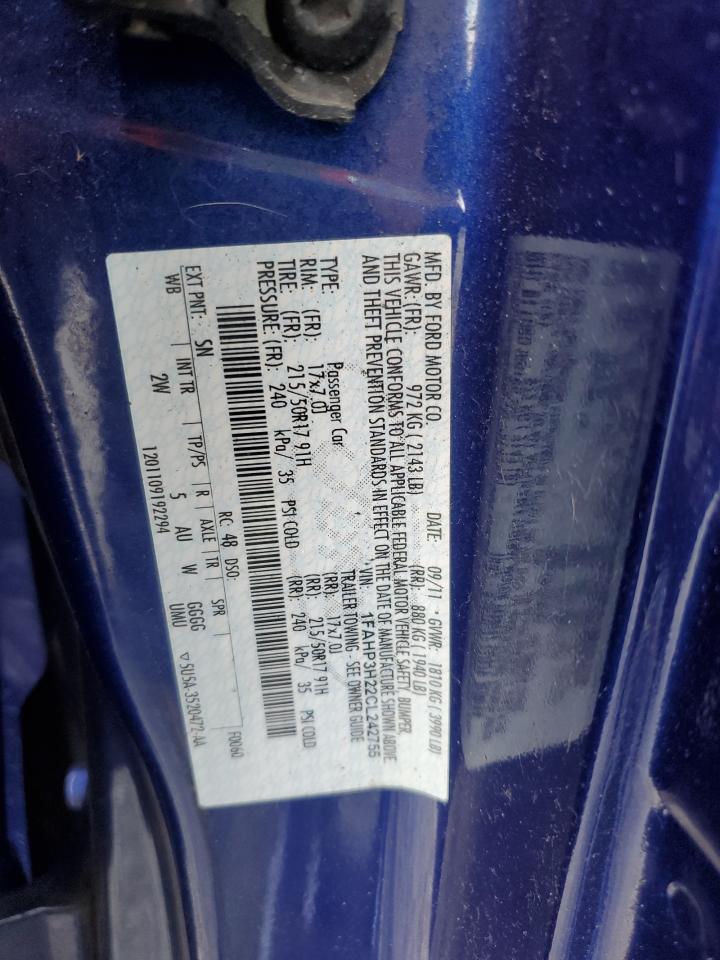 MFD. BY FORD MOTOR CO. DATE: 09/11 GVWR: 1810 KG (3990 LB)
GAWR: (FR) 972 KG (2143 LB) (RR): 880 KG (1940 LB)
THIS VEHICLE CONFORMS TO ALL APPLICABLE FEDERAL MOTOR VEHICLE SAFETY, BUMPER,
AND THEFT PREVENTION STANDARDS IN EFFECT ON THE DATE OF MANUFACTURE SHOWN ABOVE
VIN: 1FAHP3H22CL242755
TYPE: Passenger Car TRAILER TOWING - SEE OWNER GUIDE
RIM: (FR): 17x7.0J (RR): 17x7.0J
TIRE: (FR): 215/50R17 91H (RR): 215/50R17 91H
PRESSURE: (FR): 240 kPa/ 35 PSI COLD (RR): 240 kPa/ 35 PSI COLD
RC: 48 DSO: F0060
EXT PNT: SN
INT TR TP/PS R AXLE TR SPR
WB 2W 5 AU W GGGG
1201109192294 UMU ▽5U5A-3520472-AA